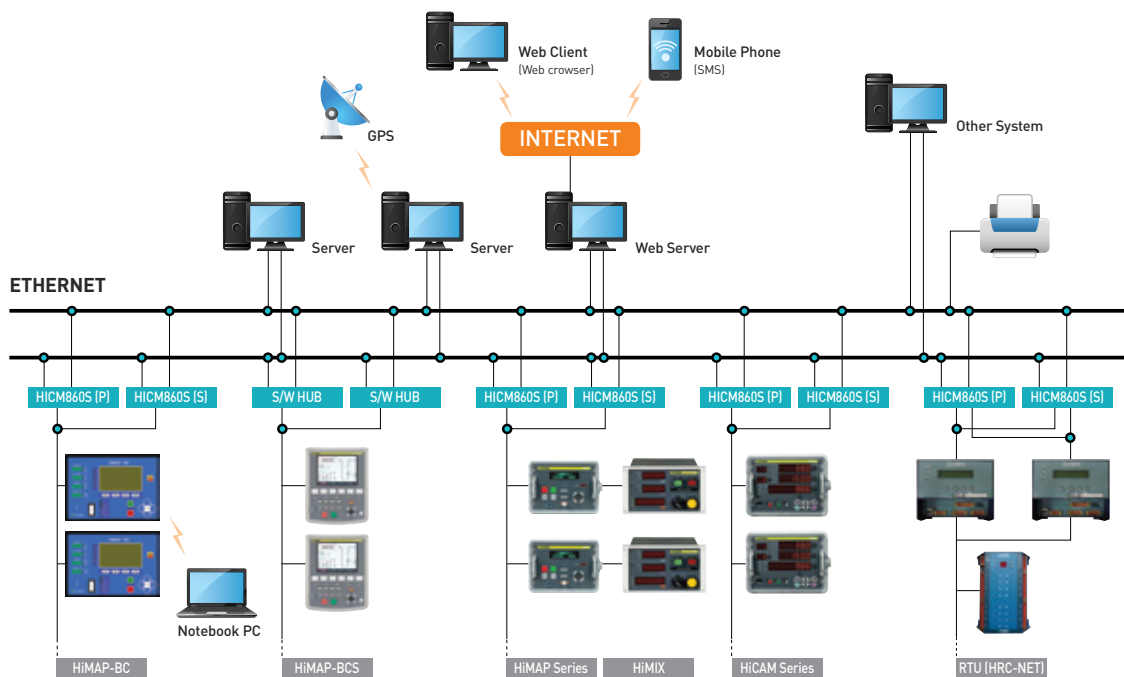 Web Client
(Web crowser)
Mobile Phone
(SMS)
GPS
INTERNET
Other System
Server
Server
Web Server
ETHERNET
HICM860S (P)
HICM860S (S)
S/W HUB
S/W HUB
HICM860S (P)
HICM860S (S)
HICM860S (P)
HICM860S (S)
HICM860S (P)
HICM860S (S)
Notebook PC
HiMAP-BC
HiMAP-BCS
HiMAP Series
HiMIX
HiCAM Series
RTU (HRC-NET)